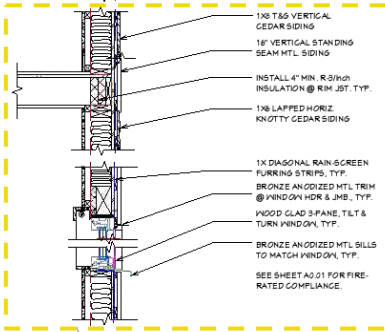 1X8 T&G VERTICAL
CEDAR SIDING
16" VERTICAL STANDING
SEAM MTL. SIDING
INSTALL 4" MIN. R-3/inch
INSULATION @ RIM JST. TYP.
1X6 LAPPED HORIZ.
KNOTTY CEDAR SIDING
1X DIAGONAL RAIN-SCREEN
FURRING STRIPS, TYP.
BRONZE ANODIZED MTL TRIM
@ WINDOW HDR & JMB., TYP.
WOOD CLAD 3-PANE, TILT &
TURN WINDOW, TYP.
BRONZE ANODIZED MTL SILLS
TO MATCH WINDOW, TYP.
SEE SHEET A0.01 FOR FIRE-
RATED COMPLIANCE.